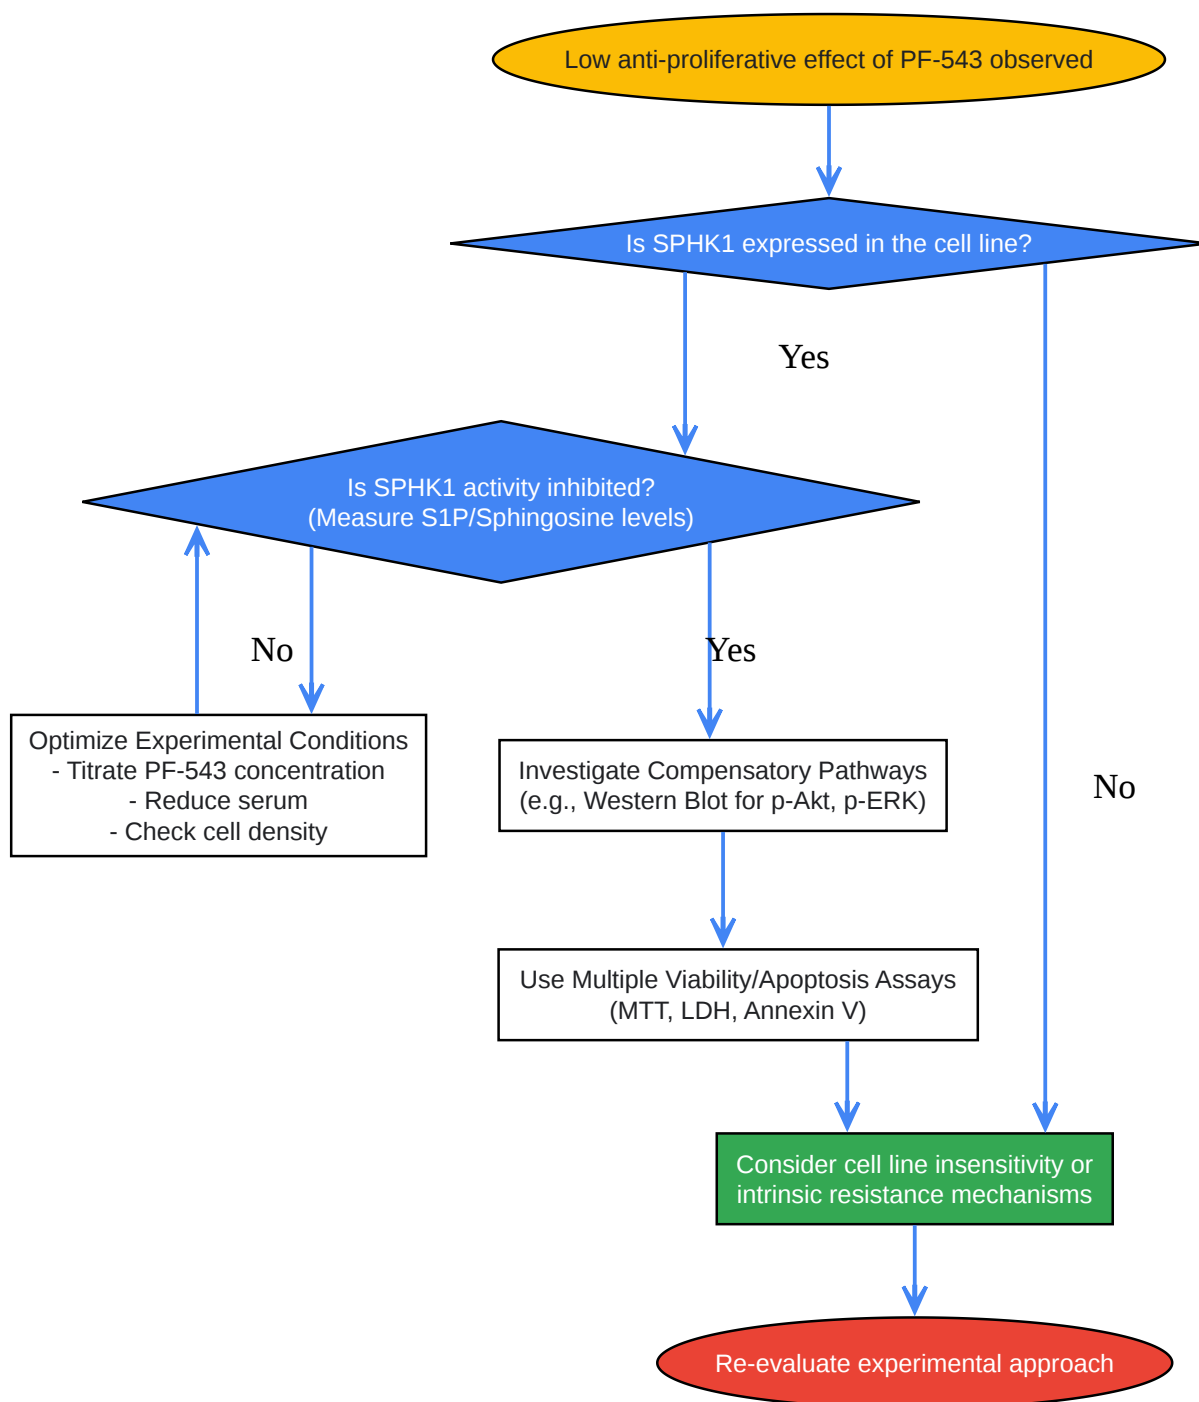 Low anti-proliferative effect of PF-543 observed
Is SPHK1 expressed in the cell line?
Yes
Is SPHK1 activity inhibited?
(Measure S1P/Sphingosine levels)
No
Yes
Optimize Experimental Conditions
- Titrate PF-543 concentration
- Reduce serum
- Check cell density
Investigate Compensatory Pathways
(e.g., Western Blot for p-Akt, p-ERK)
No
Use Multiple Viability/Apoptosis Assays
(MTT, LDH, Annexin V)
Consider cell line insensitivity or
intrinsic resistance mechanisms
Re-evaluate experimental approach